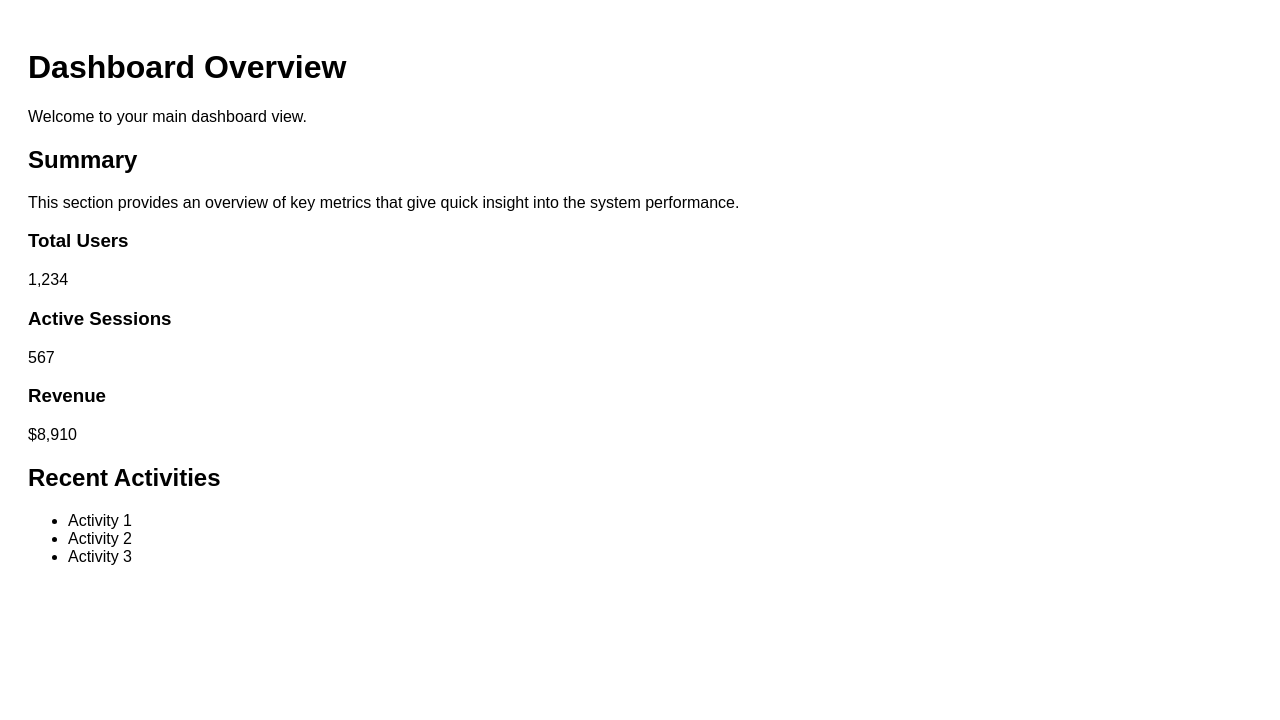 Dashboard Overview
Welcome to your main dashboard view.
Summary
This section provides an overview of key metrics that give quick insight into the system performance.
Total Users
1,234
Active Sessions
567
Revenue
$8,910
Recent Activities
• Activity 1
• Activity 2
• Activity 3